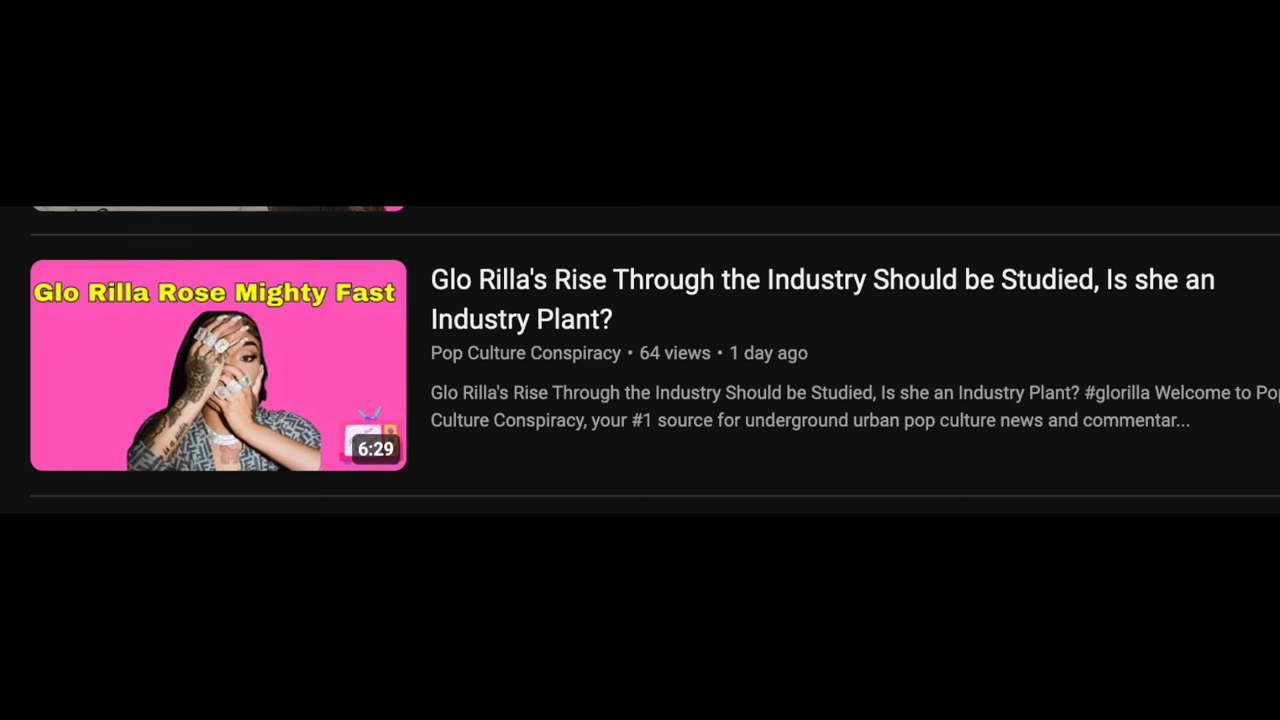 Glo Rilla Rose Mighty Fast
6:29
Glo Rilla's Rise Through the Industry Should be Studied, Is she an
Industry Plant?
Pop Culture Conspiracy • 64 views • 1 day ago
Glo Rilla's Rise Through the Industry Should be Studied, Is she an Industry Plant? #glorilla Welcome to Pop
Culture Conspiracy, your #1 source for underground urban pop culture news and commentar...